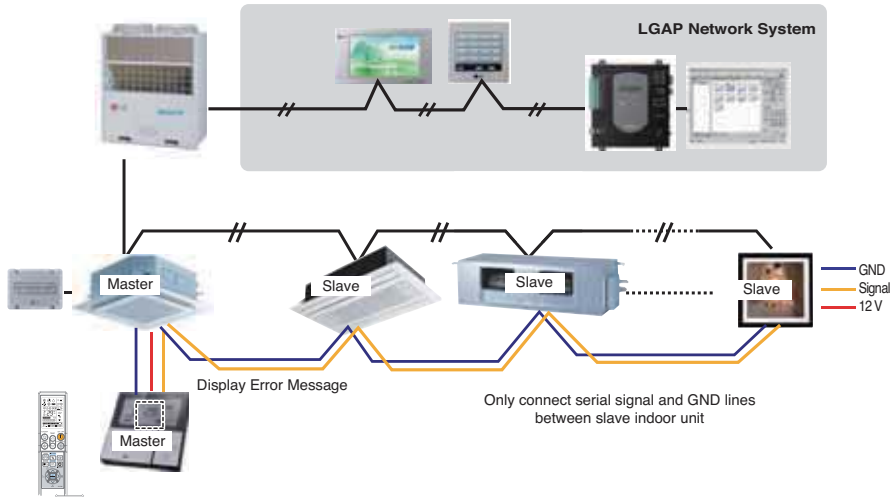 LGAP Network System
Master
Slave
Slave
Slave
GND
Signal
12 V
Display Error Message
Only connect serial signal and GND lines
between slave indoor unit
Master